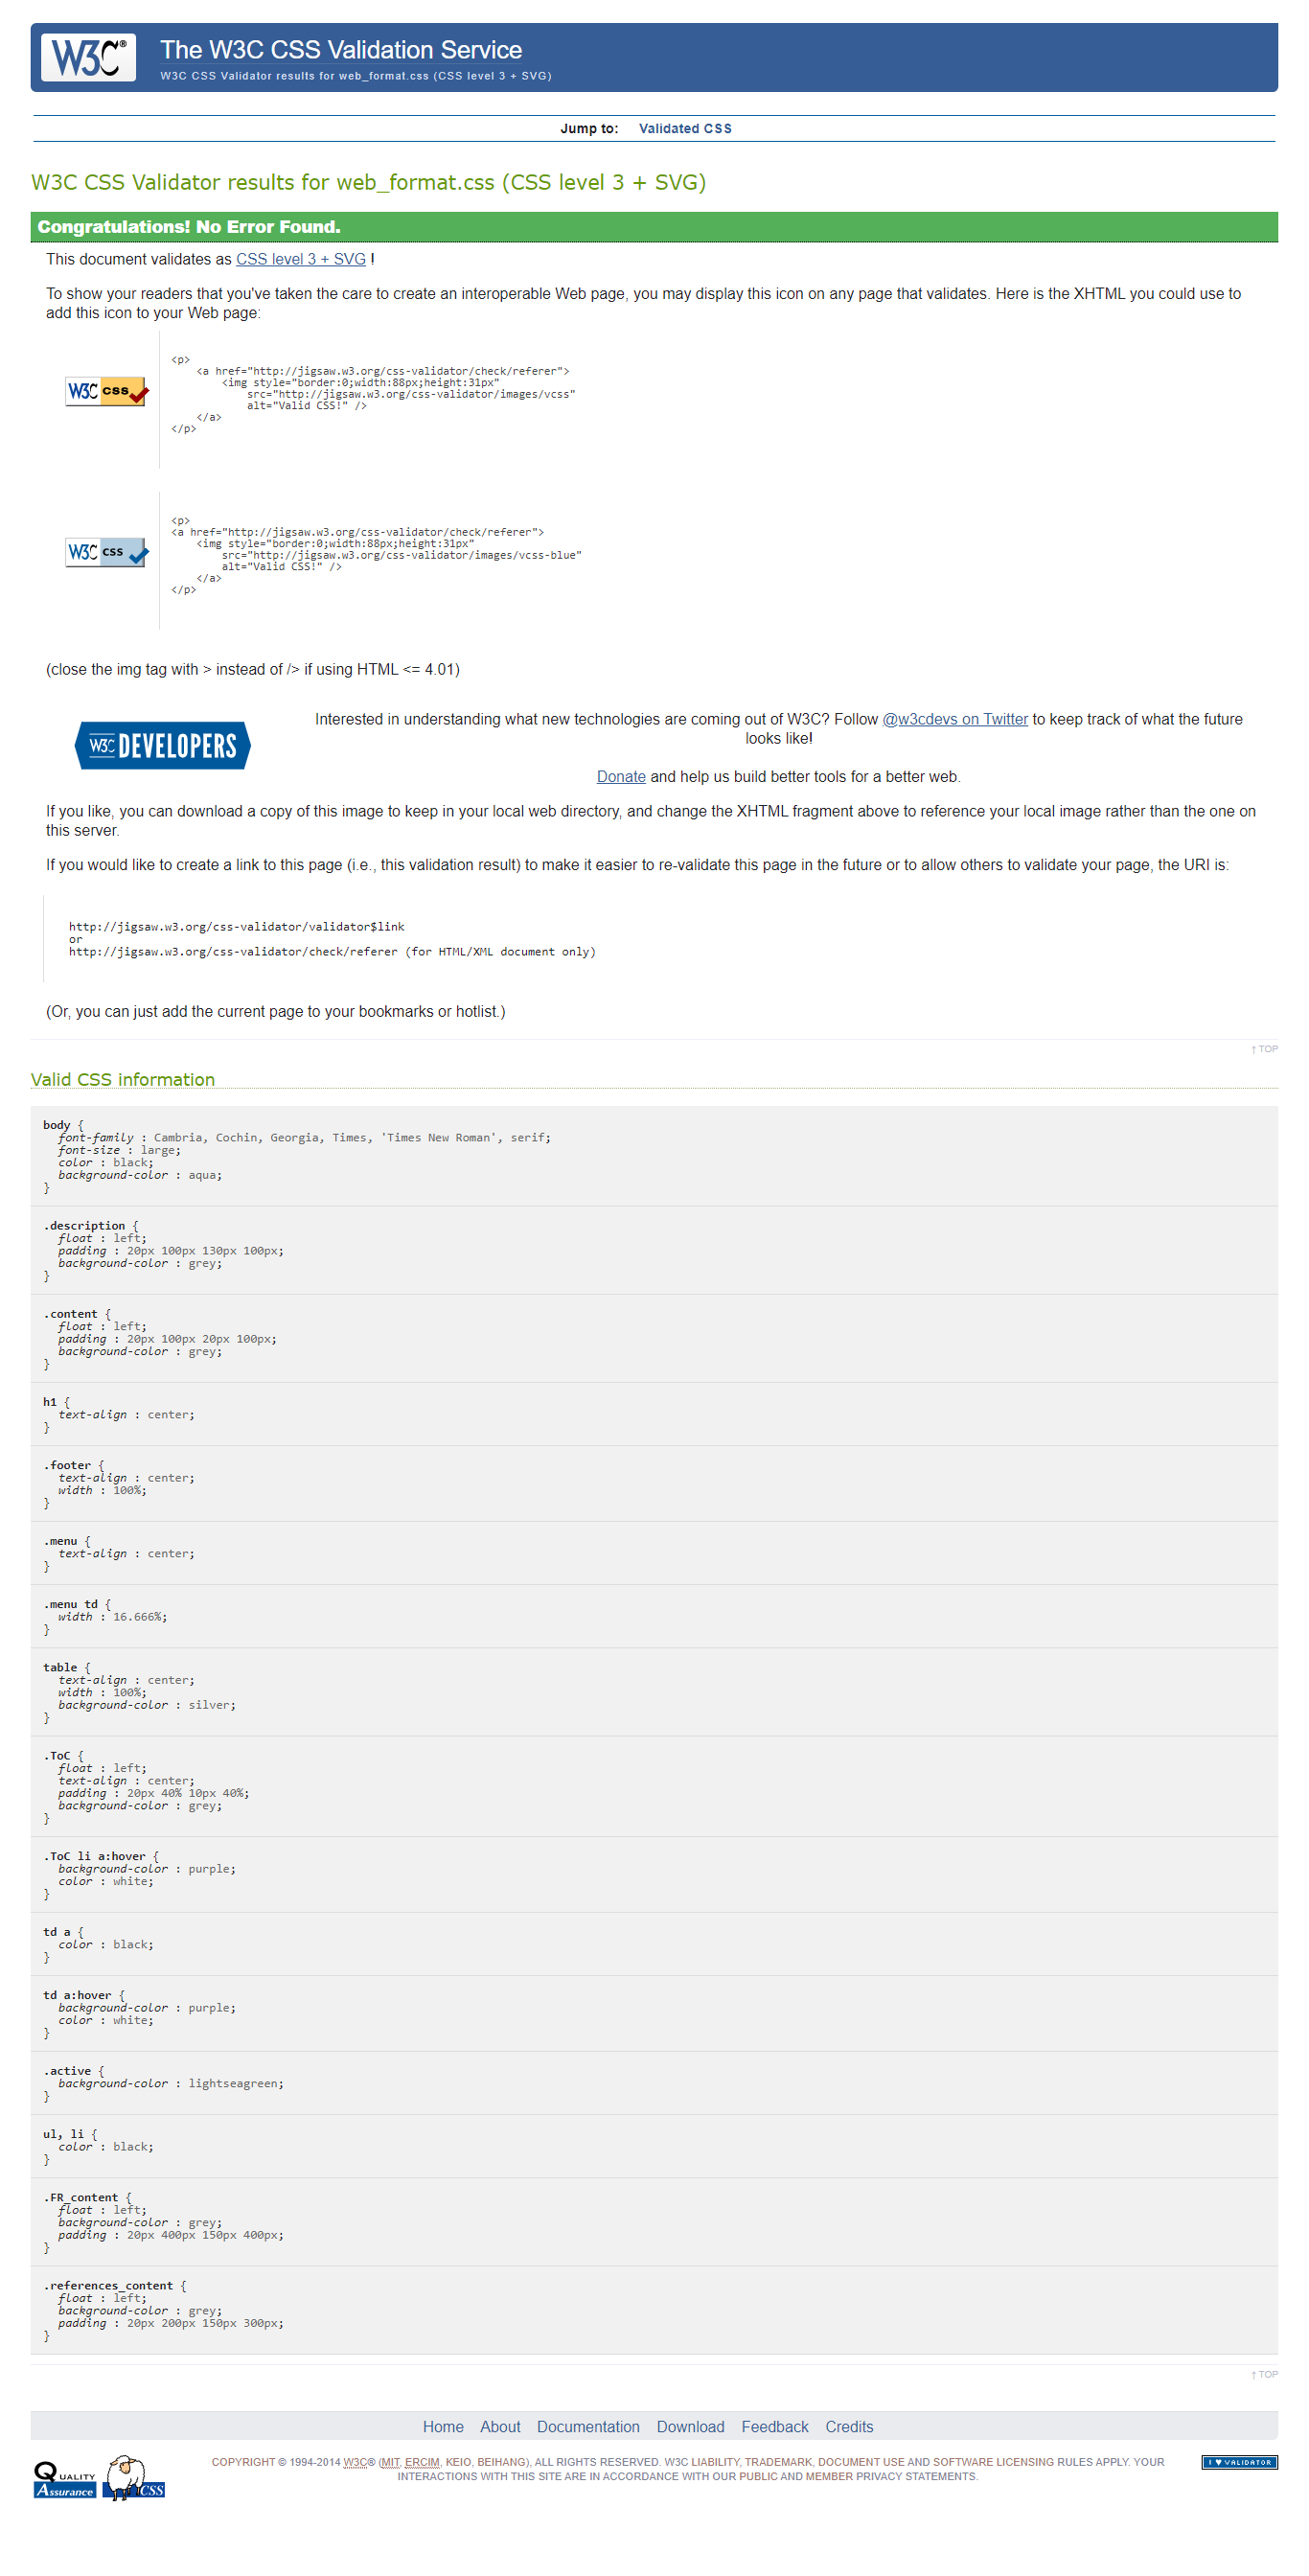 W3C®
The W3C CSS Validation Service
W3C CSS Validator results for web_format.css (CSS level 3 + SVG)
Jump to: Validated CSS
W3C CSS Validator results for web_format.css (CSS level 3 + SVG)
Congratulations! No Error Found.
This document validates as CSS level 3 + SVG !
To show your readers that you've taken the care to create an interoperable Web page, you may display this icon on any page that validates. Here is the XHTML you could use to
add this icon to your Web page:
W3C css
<p>
    <a href="http://jigsaw.w3.org/css-validator/check/referer">
        <img style="border:0;width:88px;height:31px"
            src="http://jigsaw.w3.org/css-validator/images/vcss"
            alt="Valid CSS!" />
    </a>
</p>
W3C css
<p>
<a href="http://jigsaw.w3.org/css-validator/check/referer">
    <img style="border:0;width:88px;height:31px"
        src="http://jigsaw.w3.org/css-validator/images/vcss-blue"
        alt="Valid CSS!" />
    </a>
</p>
(close the img tag with > instead of /> if using HTML <= 4.01)
W3C DEVELOPERS
Interested in understanding what new technologies are coming out of W3C? Follow @w3cdevs on Twitter to keep track of what the future
looks like!
Donate and help us build better tools for a better web.
If you like, you can download a copy of this image to keep in your local web directory, and change the XHTML fragment above to reference your local image rather than the one on
this server.
If you would like to create a link to this page (i.e., this validation result) to make it easier to re-validate this page in the future or to allow others to validate your page, the URI is:
http://jigsaw.w3.org/css-validator/validator$link
or
http://jigsaw.w3.org/css-validator/check/referer (for HTML/XML document only)
(Or, you can just add the current page to your bookmarks or hotlist.)
↑ TOP
Valid CSS information
body {
  font-family : Cambria, Cochin, Georgia, Times, 'Times New Roman', serif;
  font-size : large;
  color : black;
  background-color : aqua;
}
.description {
  float : left;
  padding : 20px 100px 130px 100px;
  background-color : grey;
}
.content {
  float : left;
  padding : 20px 100px 20px 100px;
  background-color : grey;
}
h1 {
  text-align : center;
}
.footer {
  text-align : center;
  width : 100%;
}
.menu {
  text-align : center;
}
.menu td {
  width : 16.666%;
}
table {
  text-align : center;
  width : 100%;
  background-color : silver;
}
.ToC {
  float : left;
  text-align : center;
  padding : 20px 40% 10px 40%;
  background-color : grey;
}
.ToC li a:hover {
  background-color : purple;
  color : white;
}
td a {
  color : black;
}
td a:hover {
  background-color : purple;
  color : white;
}
.active {
  background-color : lightseagreen;
}
ul, li {
  color : black;
}
.FR_content {
  float : left;
  background-color : grey;
  padding : 20px 400px 150px 400px;
}
.references_content {
  float : left;
  background-color : grey;
  padding : 20px 200px 150px 300px;
}
↑ TOP
Home About Documentation Download Feedback Credits
QUALITY
Assurance
CSS
COPYRIGHT © 1994-2014 W3C® (MIT, ERCIM, KEIO, BEIHANG), ALL RIGHTS RESERVED. W3C LIABILITY, TRADEMARK, DOCUMENT USE AND SOFTWARE LICENSING RULES APPLY. YOUR
INTERACTIONS WITH THIS SITE ARE IN ACCORDANCE WITH OUR PUBLIC AND MEMBER PRIVACY STATEMENTS.
I ♥ VALIDATOR